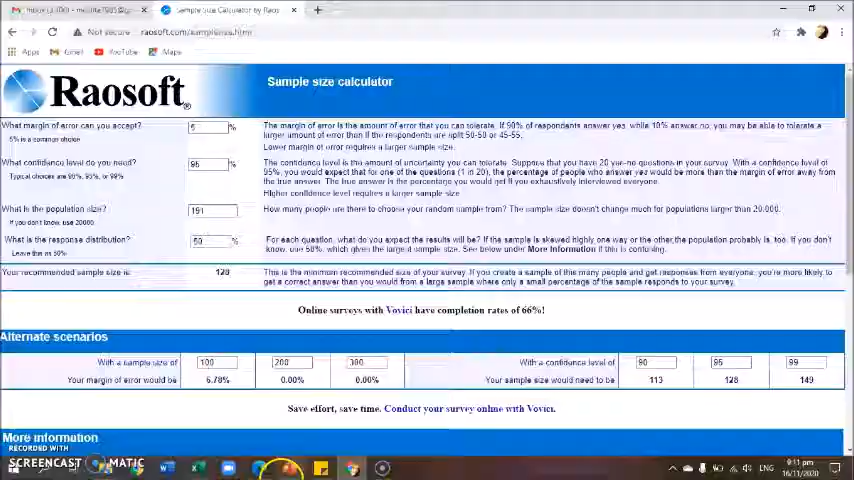 Sample Size Calculator by Raos
Not secure
raosoft.com/samplesize.html
Apps
Gmail
YouTube
Maps
Raosoft®
Sample size calculator
What margin of error can you accept?
5% is a common choice
5 %
The margin of error is the amount of error that you can tolerate. If 90% of respondents answer yes, while 10% answer no, you may be able to tolerate a
larger amount of error than if the respondents are split 50-50 or 45-55.
Lower margin of error requires a larger sample size.
What confidence level do you need?
Typical choices are 90%, 95%, or 99%
95 %
The confidence level is the amount of uncertainty you can tolerate. Suppose that you have 20 yes-no questions in your survey. With a confidence level of
95%, you would expect that for one of the questions (1 in 20), the percentage of people who answer yes would be more than the margin of error away from
the true answer. The true answer is the percentage you would get if you exhaustively interviewed everyone.
Higher confidence level requires a larger sample size.
What is the population size?
If you don't know, use 20000
191
How many people are there to choose your random sample from? The sample size doesn't change much for populations larger than 20,000.
What is the response distribution?
Leave this as 50%
50 %
For each question, what do you expect the results will be? If the sample is skewed highly one way or the other,the population probably is, too. If you don't
know, use 50%, which gives the largest sample size. See below under More information if this is confusing.
Your recommended sample size is
128
This is the minimum recommended size of your survey. If you create a sample of this many people and get responses from everyone, you're more likely to
get a correct answer than you would from a large sample where only a small percentage of the sample responds to your survey.
Online surveys with Vovici have completion rates of 66%!
Alternate scenarios
With a sample size of 100 200 300
With a confidence level of 90 95 99
Your margin of error would be 6.78% 0.00% 0.00%
Your sample size would need to be 113 128 149
Save effort, save time. Conduct your survey online with Vovici.
More information
RECORDED WITH
SCREENCAST MATIC
ENG
9:11 pm
16/11/2020